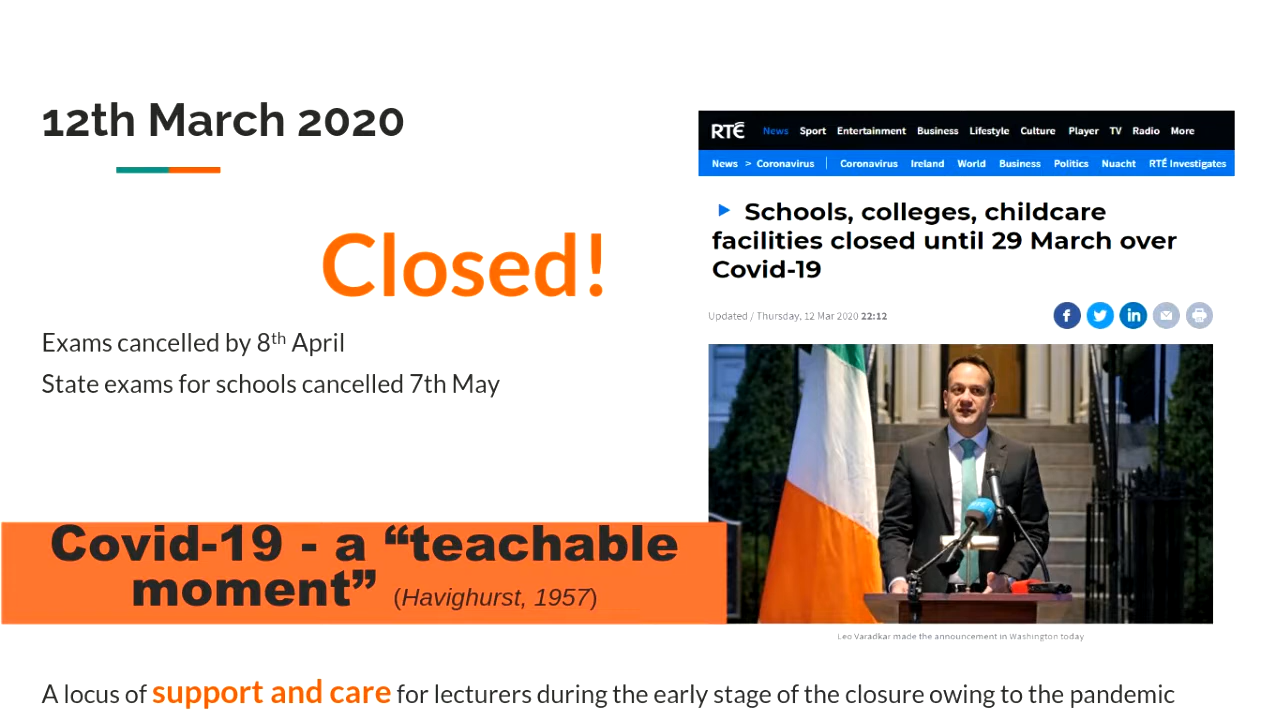 12th March 2020
Closed!
Exams cancelled by 8th April
State exams for schools cancelled 7th May
RTÉ News Sport Entertainment Business Lifestyle Culture Player TV Radio More
News > Coronavirus | Coronavirus Ireland World Business Politics Nuacht RTÉ Investigates
Schools, colleges, childcare
facilities closed until 29 March over
Covid-19
Updated / Thursday, 12 Mar 2020 22:12
Leo Varadkar made the announcement in Washington today
Covid-19 - a “teachable
moment” (Havighurst, 1957)
A locus of support and care for lecturers during the early stage of the closure owing to the pandemic